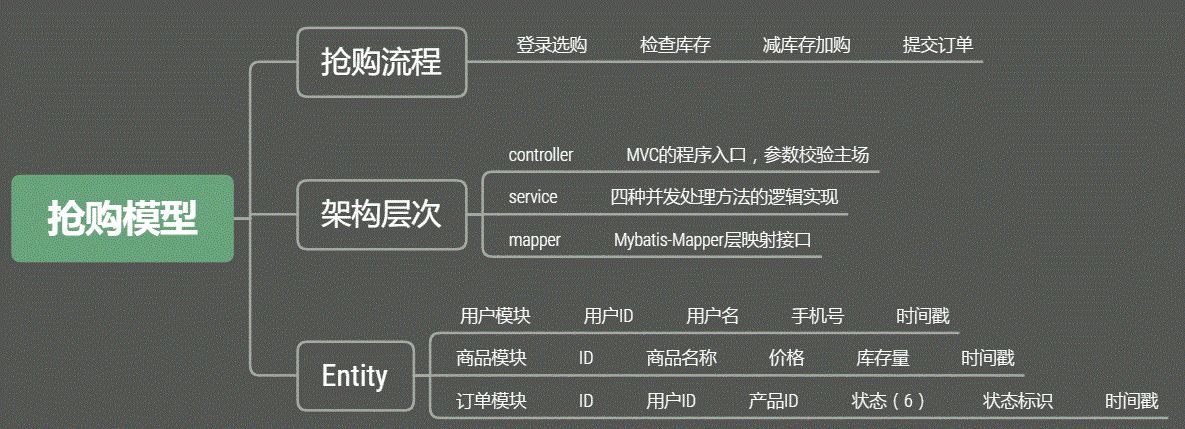 抢购模型
抢购流程
登录选购 检查库存 减库存加购 提交订单
架构层次
controller MVC的程序入口，参数校验主场
service 四种并发处理方法的逻辑实现
mapper Mybatis-Mapper层映射接口
Entity
用户模块 用户ID 用户名 手机号 时间戳
商品模块 ID 商品名称 价格 库存量 时间戳
订单模块 ID 用户ID 产品ID 状态（6） 状态标识 时间戳